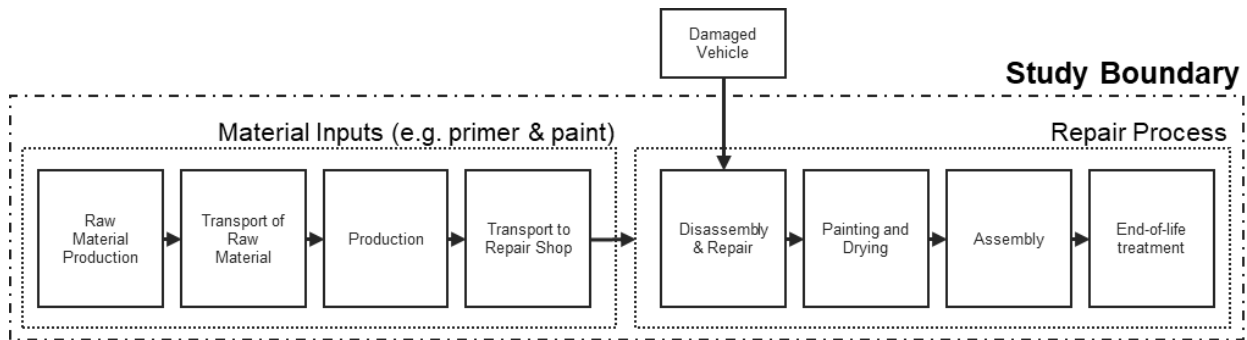 Damaged
Vehicle
Study Boundary
Material Inputs (e.g. primer & paint)
Repair Process
Raw
Material
Production
Transport of
Raw
Material
Production
Transport to
Repair Shop
Disassembly
& Repair
Painting and
Drying
Assembly
End-of-life
treatment